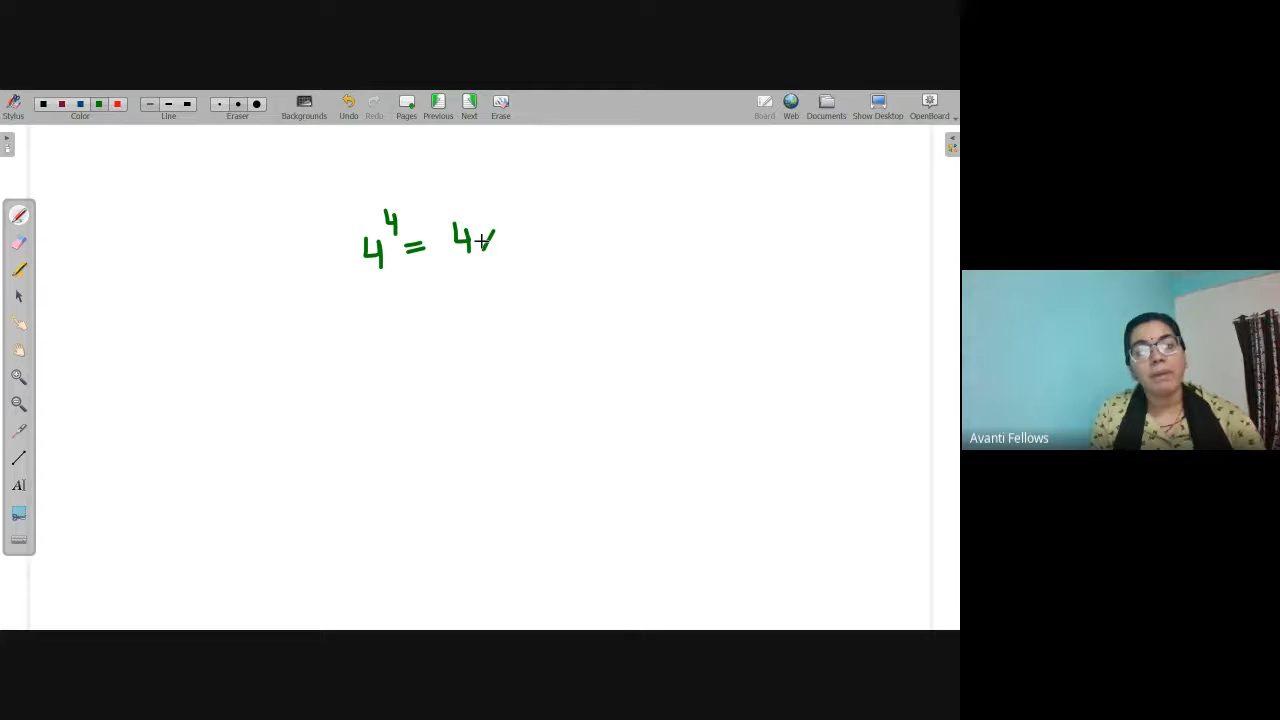 Stylus
Color
Line
Eraser
Backgrounds
Undo
Redo
Pages
Previous
Next
Erase
Board
Web
Documents
Show Desktop
OpenBoard
4⁴ = 4
Avanti Fellows